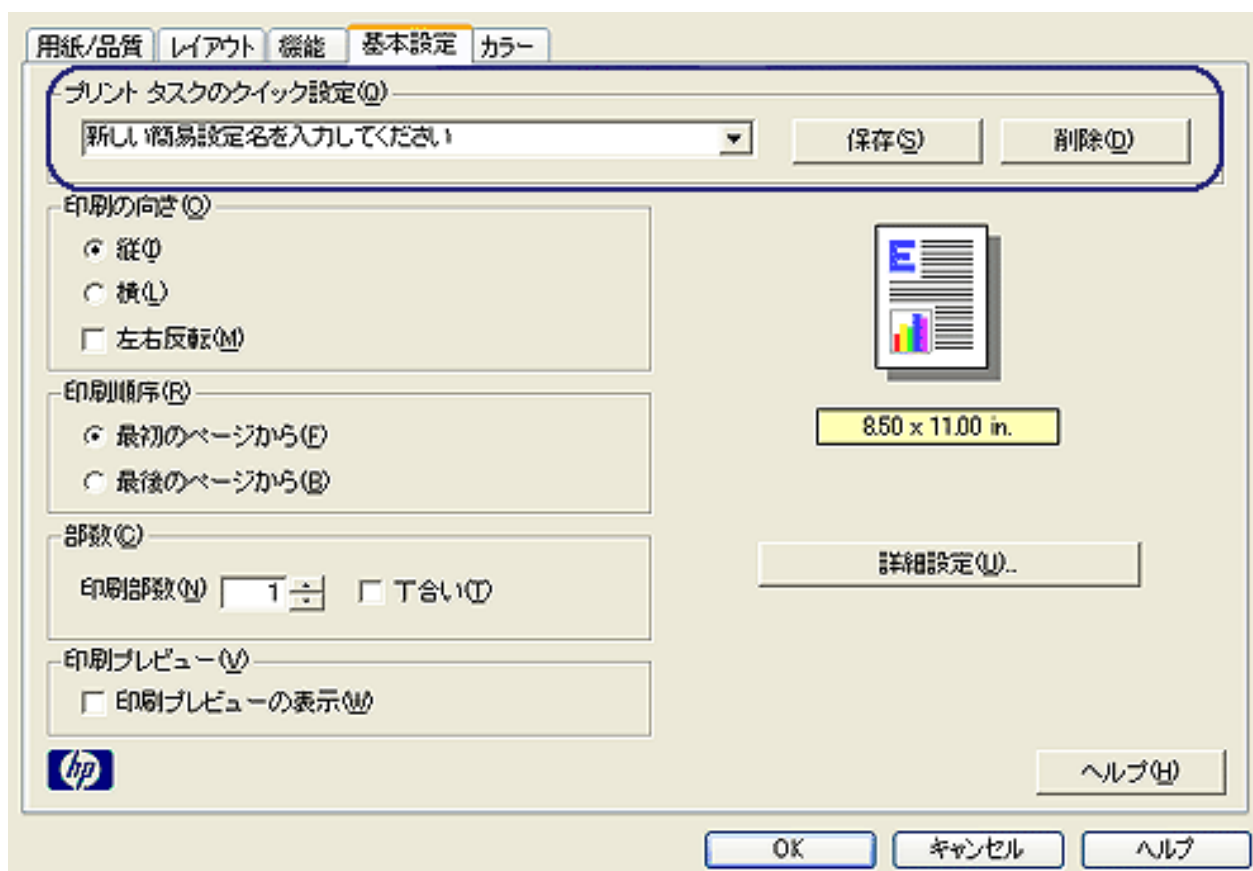 用紙/品質 レイアウト 機能 基本設定 カラー
プリント タスクのクイック設定(Q)
新しい簡易設定名を入力してください 保存(S) 削除(D)
印刷の向き(O)
縦(I)
横(L)
左右反転(M)
E
印刷順序(R)
最初のページから(F)
8.50 x 11.00 in.
最後のページから(B)
部数(C)
詳細設定(U)..
印刷部数(N) 1 丁合い(T)
印刷プレビュー(V)
印刷プレビューの表示(W)
hp
ヘルプ(H)
OK キャンセル ヘルプ